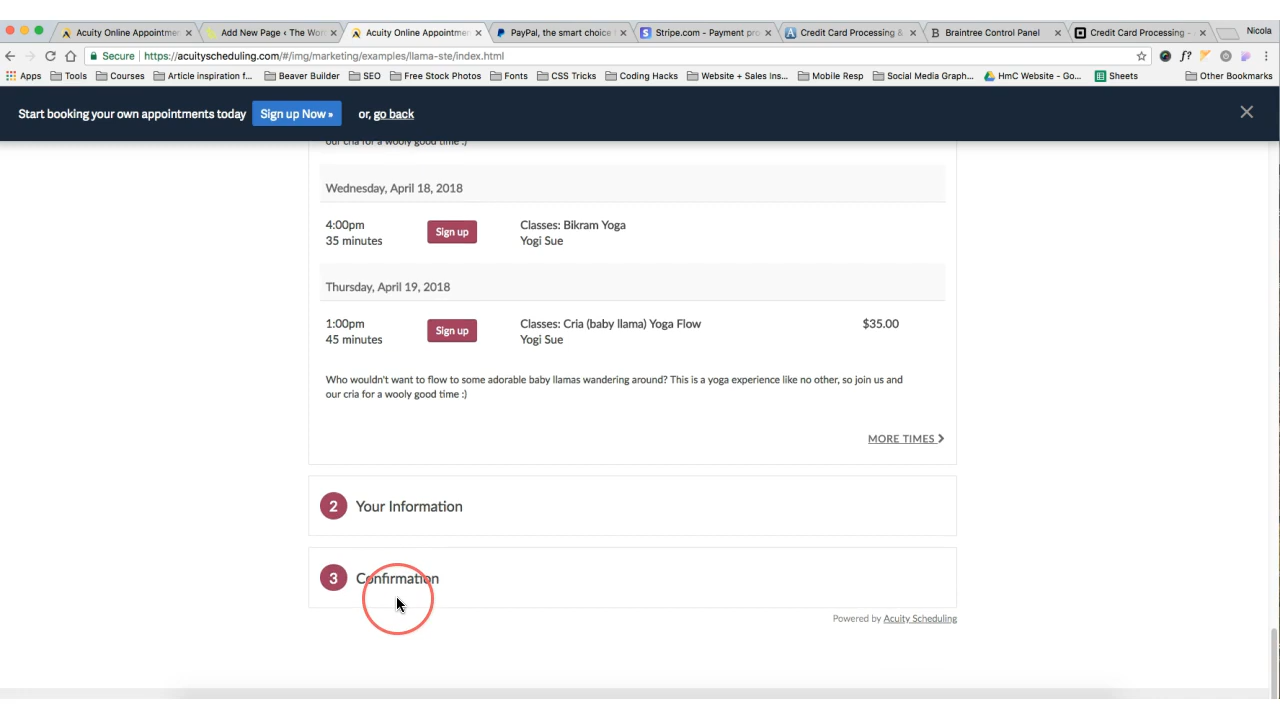 Acuity Online Appointmen
Add New Page ‹ The Wor
Acuity Online Appointmen
PayPal, the smart choice
Stripe.com - Payment pro
Credit Card Processing &
Braintree Control Panel
Credit Card Processing -
Nicola
Secure
https://acuityscheduling.com/#/img/marketing/examples/llama-ste/index.html
f?
Apps
Tools
Courses
Article inspiration f...
Beaver Builder
SEO
Free Stock Photos
Fonts
CSS Tricks
Coding Hacks
Website + Sales Ins...
Mobile Resp
Social Media Graph...
HmC Website - Go...
Sheets
Other Bookmarks
Start booking your own appointments today
Sign up Now »
or, go back
our cria for a wooly good time :)
Wednesday, April 18, 2018
4:00pm
35 minutes
Sign up
Classes: Bikram Yoga
Yogi Sue
Thursday, April 19, 2018
1:00pm
45 minutes
Sign up
Classes: Cria (baby llama) Yoga Flow
Yogi Sue
$35.00
Who wouldn't want to flow to some adorable baby llamas wandering around? This is a yoga experience like no other, so join us and
our cria for a wooly good time :)
MORE TIMES
2 Your Information
3 Confirmation
Powered by Acuity Scheduling